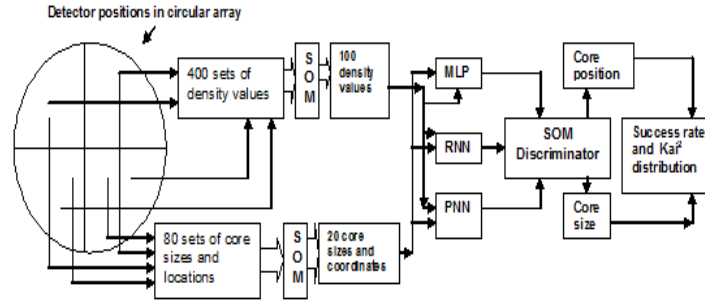 Detector positions in circular array
400 sets of
density values
S
O
M
100
density
values
MLP
RNN
PNN
SOM
Discriminator
Core
position
Core
size
Success rate
and Kai²
distribution
80 sets of core
sizes and
locations
S
O
M
20 core
sizes and
coordinates